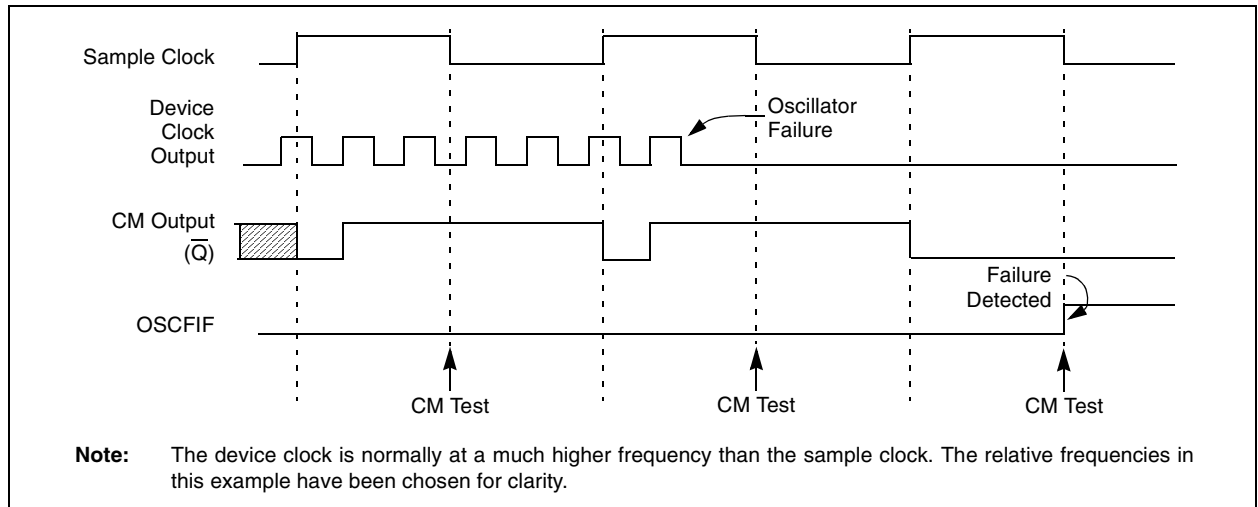 Sample Clock
Device
Clock
Output
Oscillator
Failure
CM Output
(Q̅)
Failure
Detected
OSCFIF
CM Test
CM Test
CM Test
Note: The device clock is normally at a much higher frequency than the sample clock. The relative frequencies in
this example have been chosen for clarity.